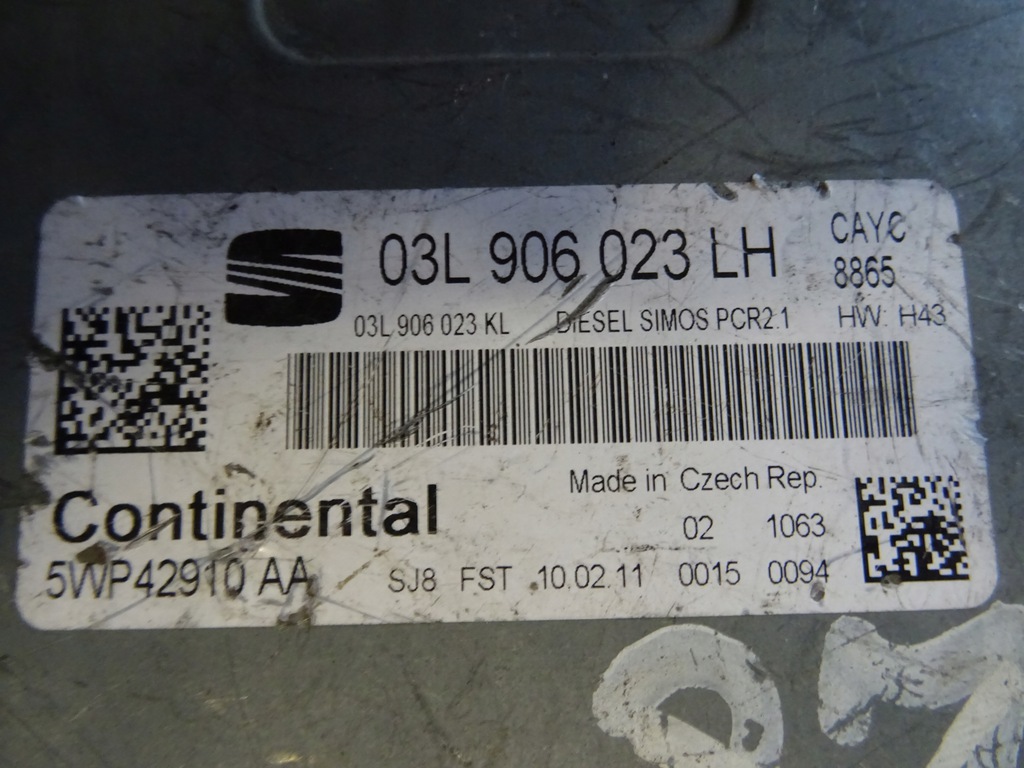 03L 906 023 LH
CAYC
8865
03L 906 023 KL DIESEL SIMOS PCR2.1 HW: H43
Made in Czech Rep.
Continental
02 1063
5WP42910 AA SJ8 FST 10.02.11 0015 0094